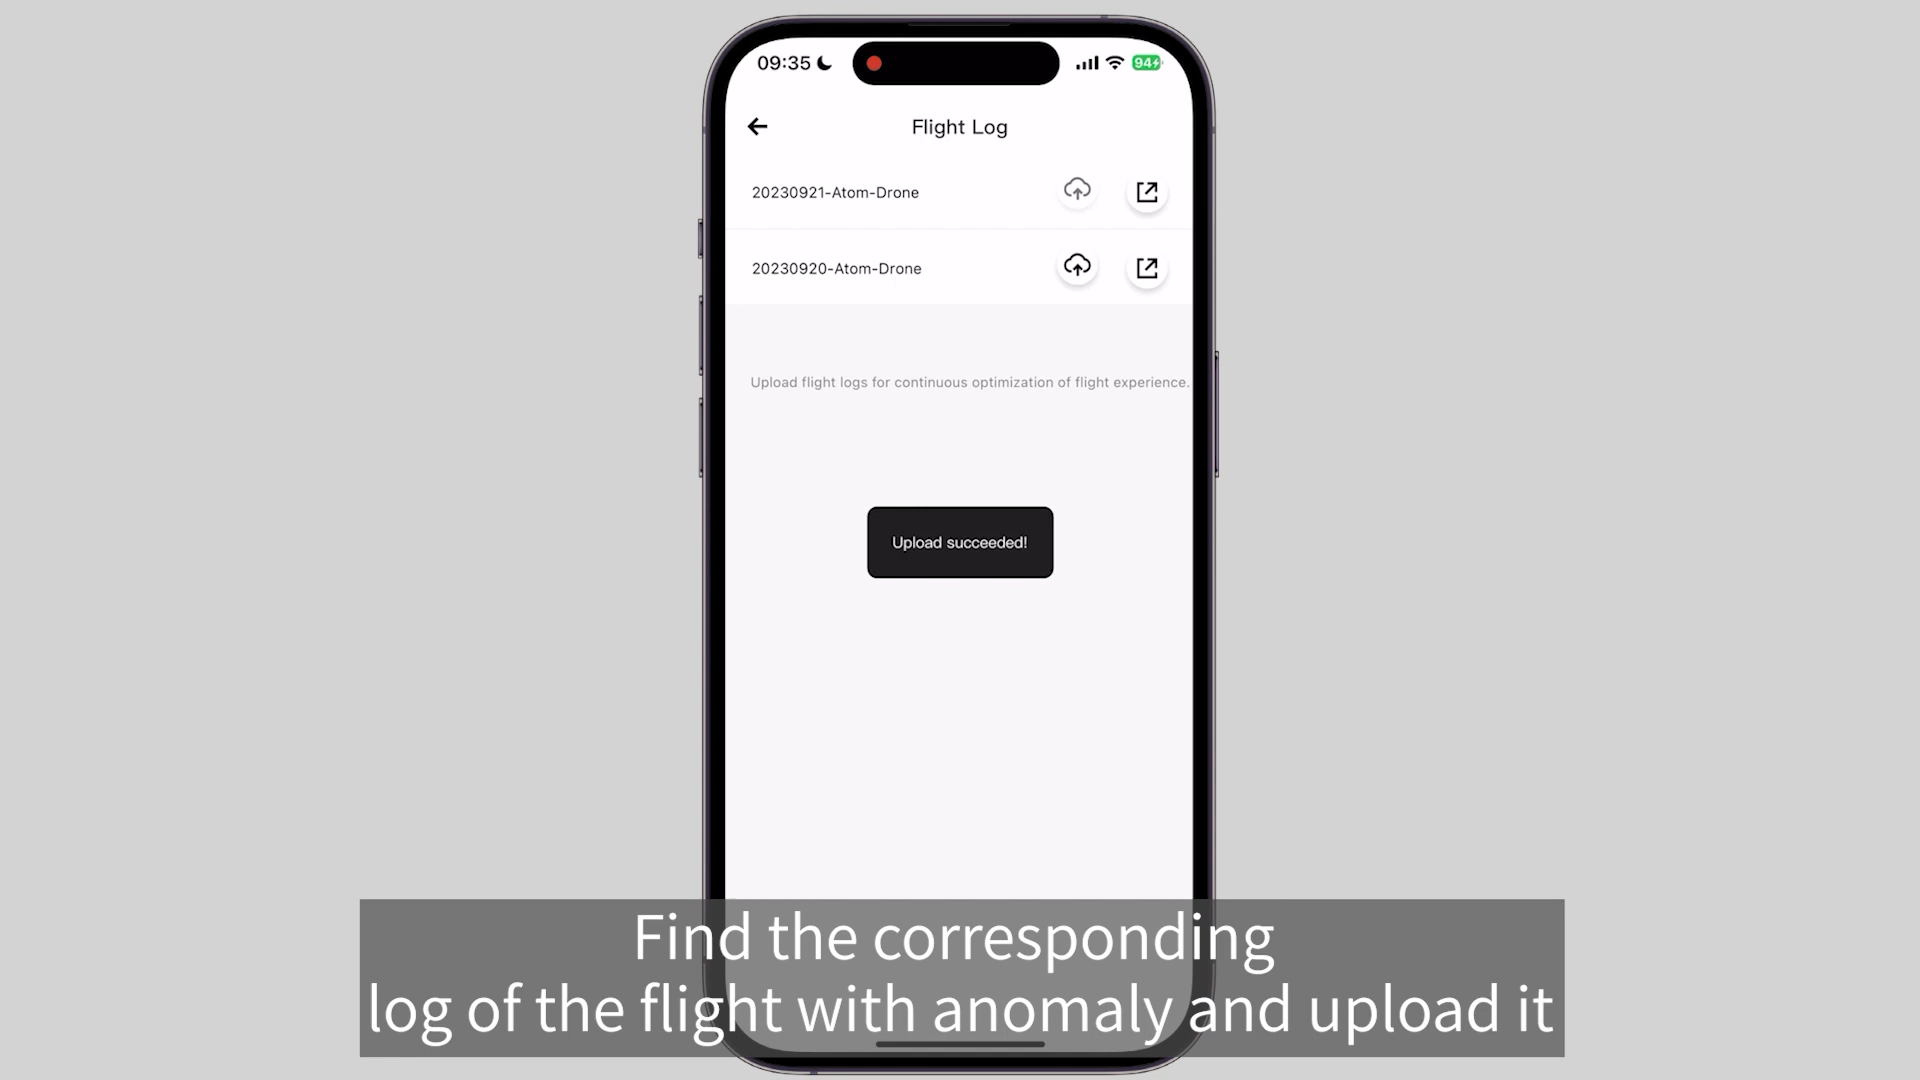 09:35
94
Flight Log
20230921-Atom-Drone
20230920-Atom-Drone
Upload flight logs for continuous optimization of flight experience.
Upload succeeded!
Find the corresponding
log of the flight with anomaly and upload it